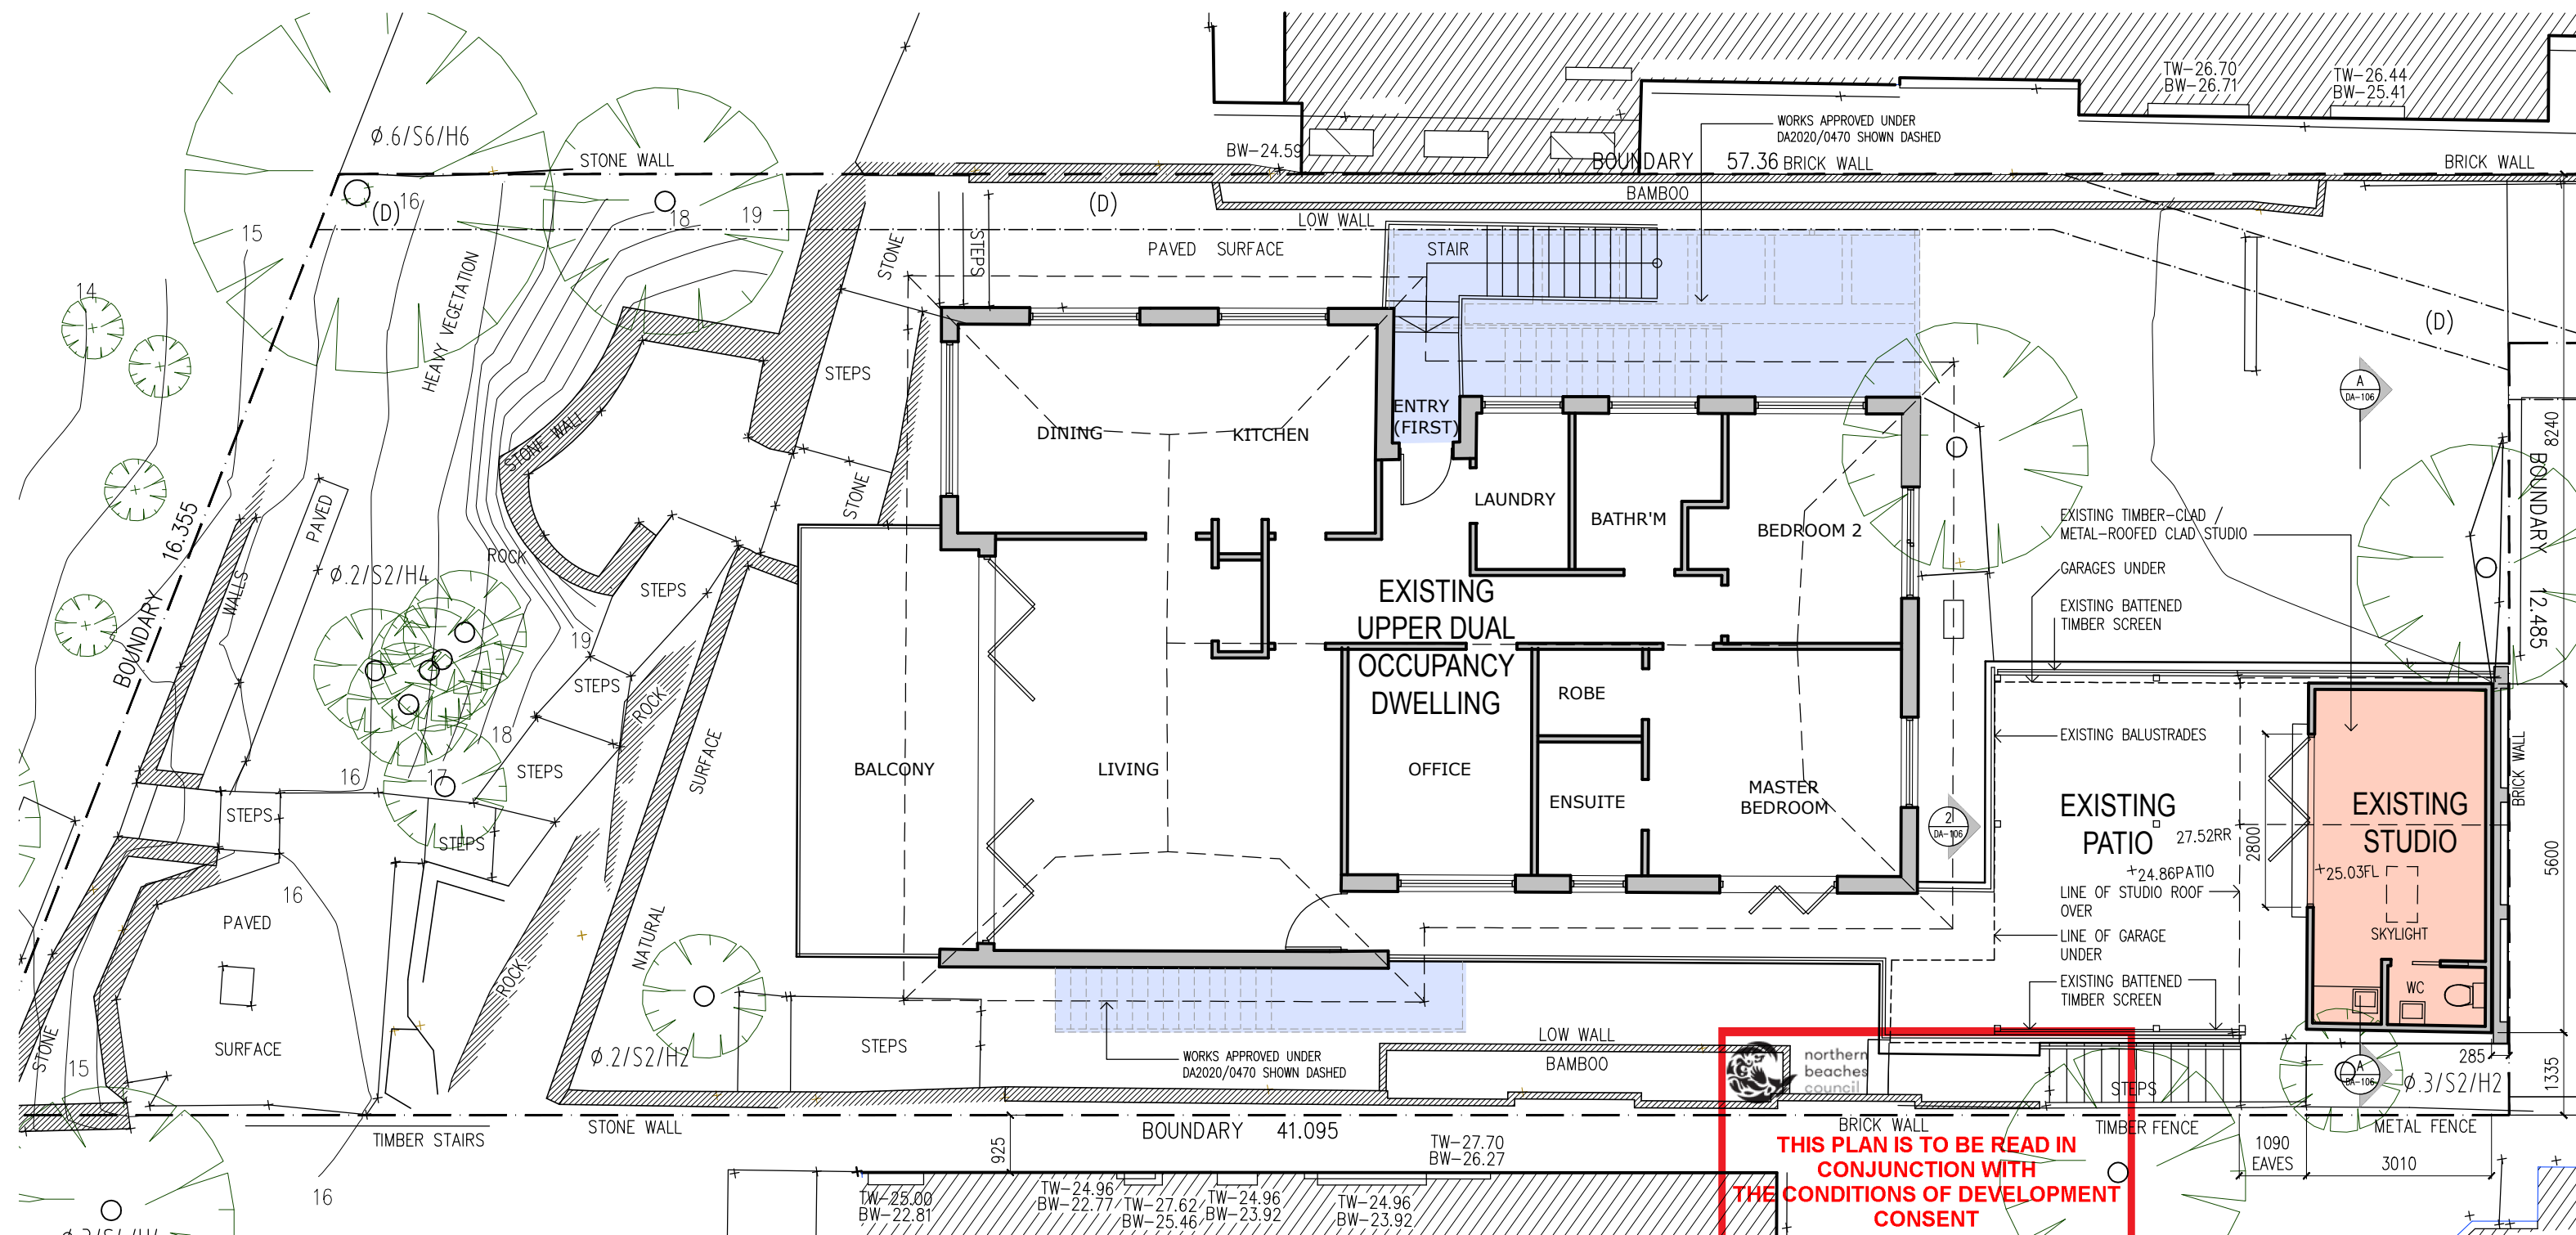 TW-26.70
BW-26.71
TW-26.44
BW-25.41
WORKS APPROVED UNDER
DA2020/0470 SHOWN DASHED
Ø.6/S6/H6
STONE WALL
BW-24.59
BOUNDARY 57.36 BRICK WALL
BRICK WALL
BAMBOO
(D)
16
18
19
(D)
LOW WALL
15
STEPS
STONE
PAVED SURFACE
STAIR
HEAVY VEGETATION
14
(D)
A
DA-106
STEPS
ENTRY
(FIRST)
DINING
KITCHEN
8240
STONE WALL
STONE
LAUNDRY
BATHR'M
BEDROOM 2
PAVED
BOUNDARY 16.355
EXISTING TIMBER-CLAD /
METAL-ROOFED CLAD STUDIO
BOUNDARY 12.485
ROCK
GARAGES UNDER
Ø.2/S2/H4
WALLS
STEPS
EXISTING
UPPER DUAL
OCCUPANCY
DWELLING
EXISTING BATTENED
TIMBER SCREEN
19
STEPS
ROCK
ROBE
18
EXISTING BALUSTRADES
BRICK WALL
SURFACE
16
17
STEPS
BALCONY
LIVING
OFFICE
ENSUITE
MASTER
BEDROOM
2
DA-106
EXISTING
PATIO
27.52RR
2800
EXISTING
STUDIO
STEPS
STEPS
+24.86PATIO
+25.03FL
5600
16
LINE OF STUDIO ROOF
OVER
PAVED
NATURAL
LINE OF GARAGE
UNDER
SKYLIGHT
ROCK
EXISTING BATTENED
TIMBER SCREEN
WC
STONE
SURFACE
15
Ø.2/S2/H2
STEPS
WORKS APPROVED UNDER
DA2020/0470 SHOWN DASHED
LOW WALL
BAMBOO
northern
beaches
council
STEPS
A
DA-106
285
Ø.3/S2/H2
1335
TIMBER STAIRS
STONE WALL
925
BOUNDARY 41.095
TW-27.70
BW-26.27
BRICK WALL
TIMBER FENCE
METAL FENCE
THIS PLAN IS TO BE READ IN
CONJUNCTION WITH
THE CONDITIONS OF DEVELOPMENT
CONSENT
1090
EAVES
3010
16
TW-25.00
BW-22.81
TW-24.96
BW-22.77
TW-27.62
BW-25.46
TW-24.96
BW-23.92
TW-24.96
BW-23.92